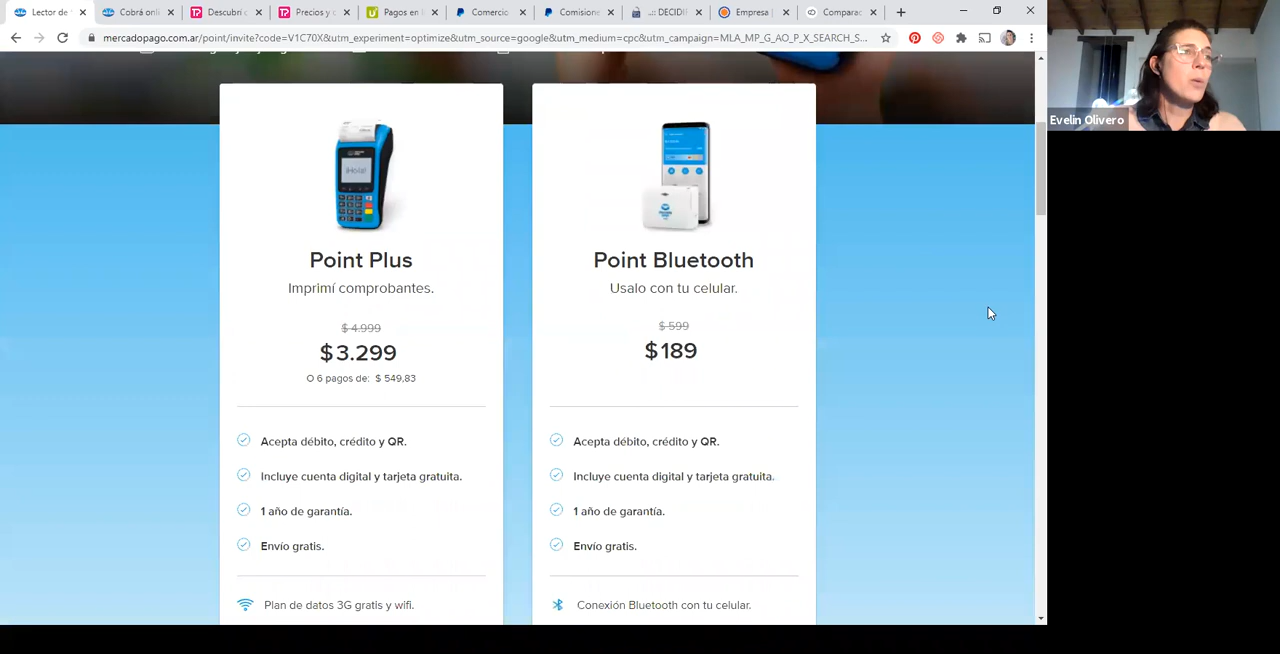 Lector de
Cobrá onli
Descubrí c
Precios y c
Pagos en l
Comercio
Comisione
..:: DECIDI
Empresa |
Comparac
mercadopago.com.ar/point/invite?code=V1C70X&utm_experiment=optimize&utm_source=google&utm_medium=cpc&utm_campaign=MLA_MP_G_AO_P_X_SEARCH_S...
Evelin Olivero
¡Hola!
Point Plus
Imprimí comprobantes.
$ 4.999
$ 3.299
O 6 pagos de: $ 549,83
Acepta débito, crédito y QR.
Incluye cuenta digital y tarjeta gratuita.
1 año de garantía.
Envío gratis.
Plan de datos 3G gratis y wifi.
Point Bluetooth
Usalo con tu celular.
$ 599
$ 189
Acepta débito, crédito y QR.
Incluye cuenta digital y tarjeta gratuita.
1 año de garantía.
Envío gratis.
Conexión Bluetooth con tu celular.